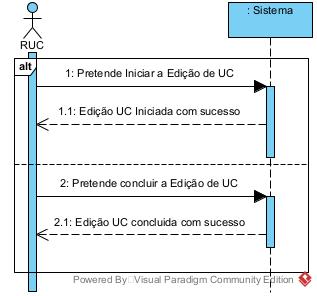 : Sistema
RUC
alt
1: Pretende Iniciar a Edição de UC
1.1: Edição UC Iniciada com sucesso
2: Pretende concluir a Edição de UC
2.1: Edição UC concluida com sucesso
Powered By Visual Paradigm Community Edition